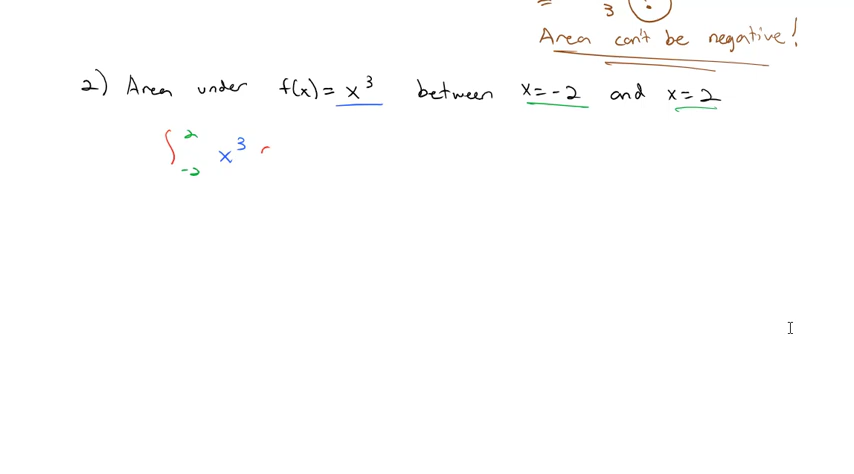 =
3
Area can't be negative!
2) Area under f(x) = x³ between x = -2 and x = 2
∫₋₂² x³